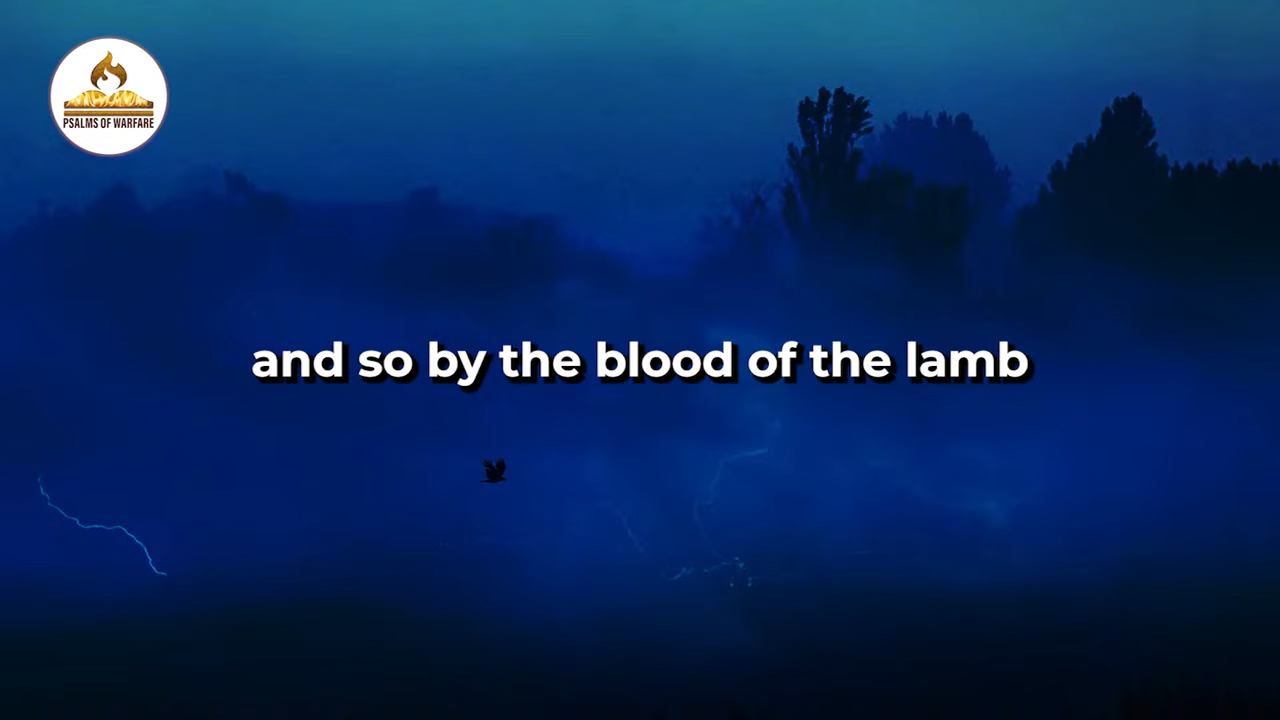 PSALMS OF WARFARE
and so by the blood of the lamb